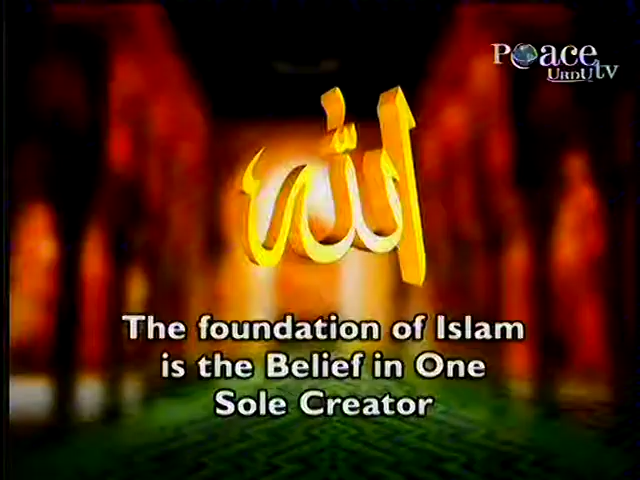 Peace
URDU tv
الله
The foundation of Islam
is the Belief in One
Sole Creator